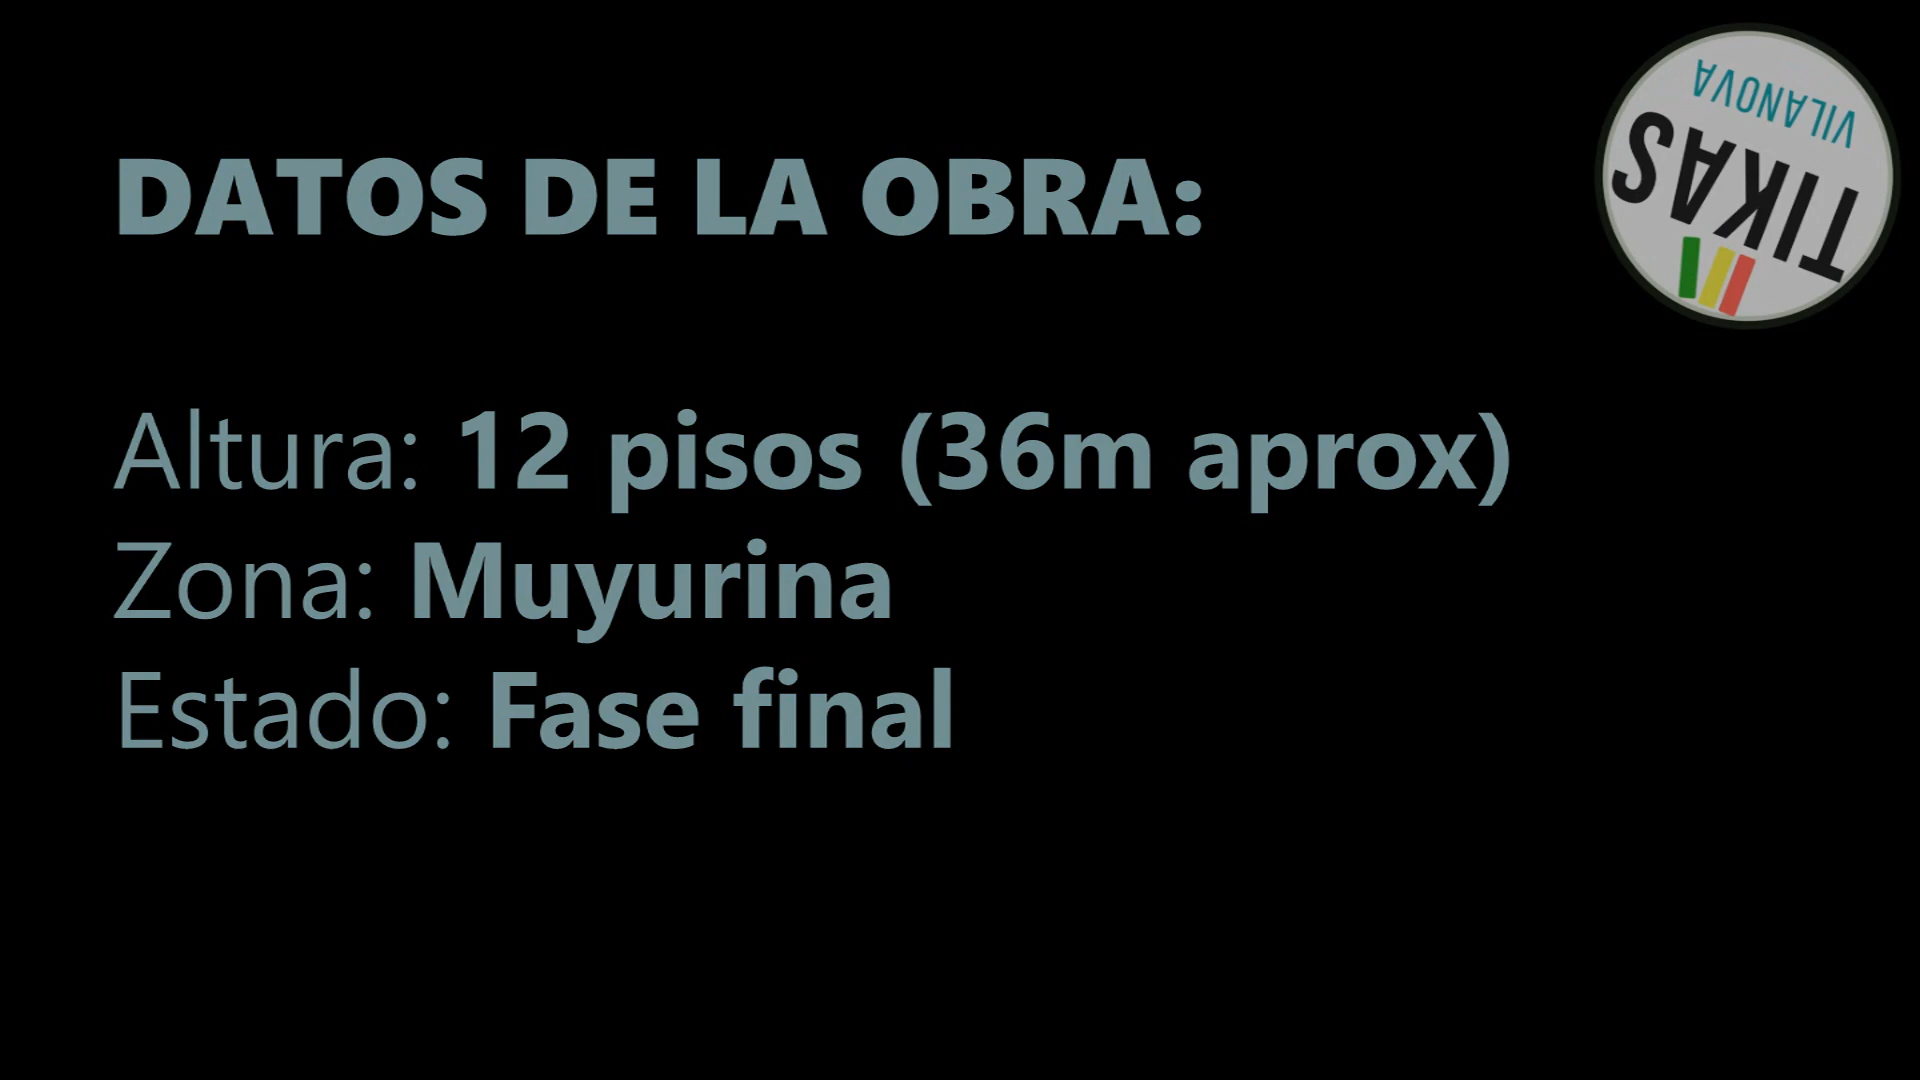 DATOS DE LA OBRA:
Altura: 12 pisos (36m aprox)
Zona: Muyurina
Estado: Fase final
TIKAS
VILANOVA